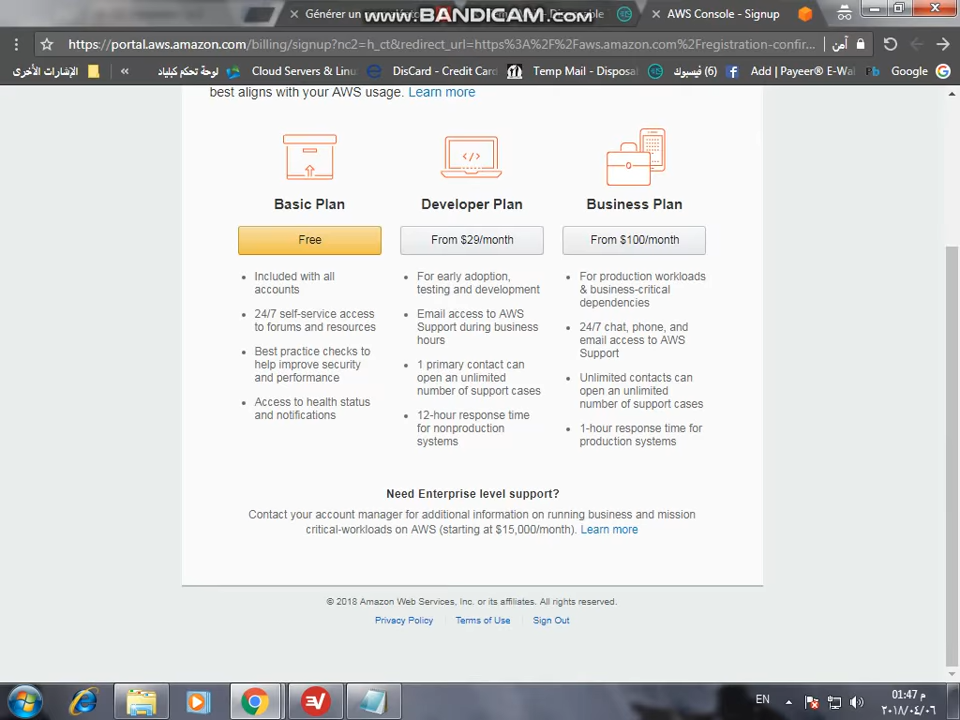 Générer un
www.BANDICAM.com
AWS Console - Signup
https://portal.aws.amazon.com/billing/signup?nc2=h_ct&redirect_url=https%3A%2F%2Faws.amazon.com%2Fregistration-confir...
آمن
الإشارات الأخرى
»
لوحة تحكم كبلياد
Cloud Servers & Linu
DisCard - Credit Car
Temp Mail - Disposa
(6) فيسبوك
Add | Payeer® E-Wa
Google
best aligns with your AWS usage. Learn more
Basic Plan
Free
• Included with all
accounts
• 24/7 self-service access
to forums and resources
• Best practice checks to
help improve security
and performance
• Access to health status
and notifications
Developer Plan
From $29/month
• For early adoption,
testing and development
• Email access to AWS
Support during business
hours
• 1 primary contact can
open an unlimited
number of support cases
• 12-hour response time
for nonproduction
systems
Business Plan
From $100/month
• For production workloads
& business-critical
dependencies
• 24/7 chat, phone, and
email access to AWS
Support
• Unlimited contacts can
open an unlimited
number of support cases
• 1-hour response time for
production systems
Need Enterprise level support?
Contact your account manager for additional information on running business and mission
critical-workloads on AWS (starting at $15,000/month). Learn more
© 2018 Amazon Web Services, Inc. or its affiliates. All rights reserved.
Privacy Policy
Terms of Use
Sign Out
EN
01:47 م
٢٠١٨/٠٤/٠٦